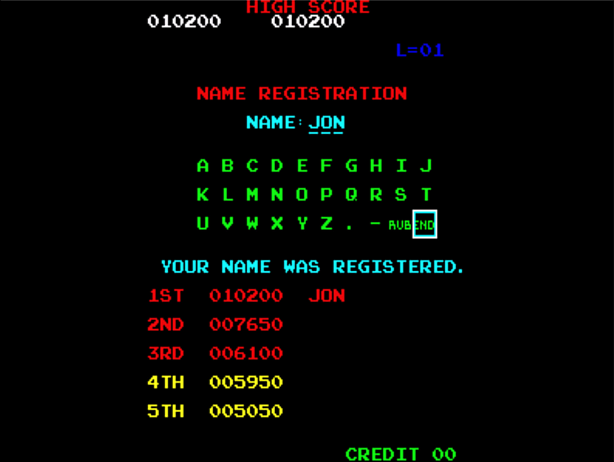 HIGH SCORE
010200 010200
L=01
NAME REGISTRATION
NAME: JON
A B C D E F G H I J
K L M N O P Q R S T
U V W X Y Z . - RUB END
YOUR NAME WAS REGISTERED.
1ST 010200 JON
2ND 007650
3RD 006100
4TH 005950
5TH 005050
CREDIT 00